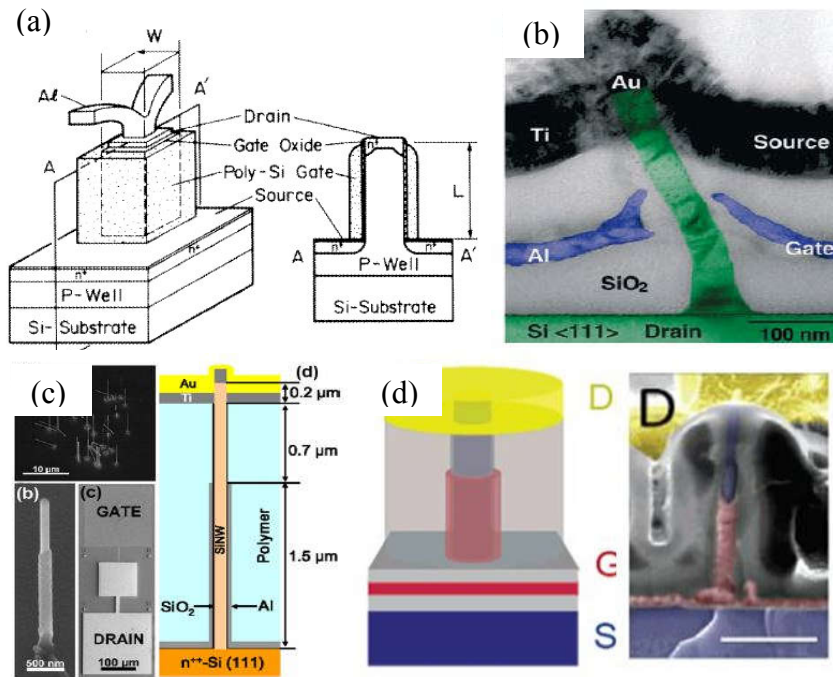 (a)
W
A'
Al
Drain
Gate Oxide
Poly-Si Gate
Source
A
n+
n+
P-Well
Si-Substrate
n+
L
n+
n+
A
A'
P-Well
Si-Substrate
(b)
Au
Ti
Source
Al
Gate
SiO2
Si <111> Drain
100 nm
(c)
10 µm
(b)
500 nm
(c)
GATE
DRAIN
100 µm
(d)
Au
Ti
0.2 µm
0.7 µm
SiNW
Polymer
1.5 µm
SiO2
Al
n++-Si (111)
(d)
D
G
S
D